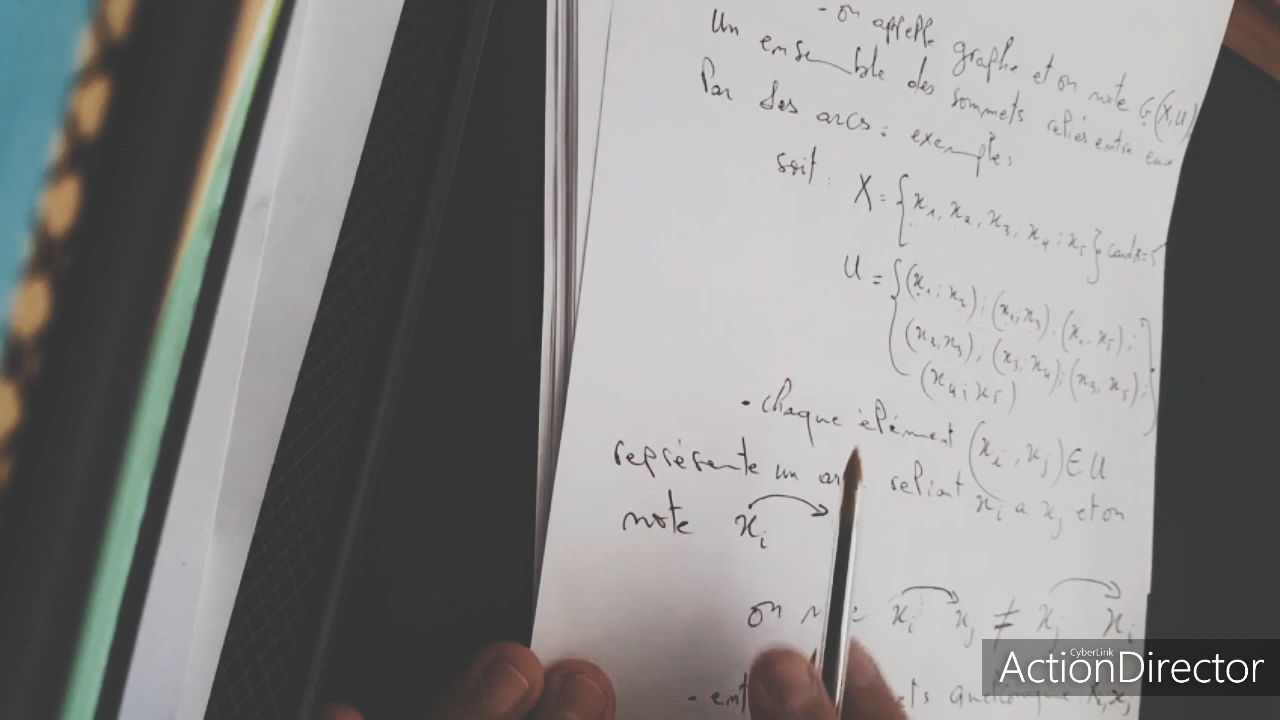 - on appelle graphe et on note G(X,U)
Un ensemble des sommets reliés entre eux
Par des arcs : exemples
soit : X = {x₁, x₂, x₃; x₄; x₅} card X = 5
U = {(x₁; x₂); (x₁, x₃), (x₁, x₅);
(x₂, x₃); (x₃; x₄); (x₃; x₅);
(x₄; x₅)}
- chaque élément (xᵢ, xⱼ) ∈ U
représente un reliant xᵢ a xⱼ et on
note xᵢ
on xᵢ xⱼ ≠ xⱼ xᵢ
quelconque xᵢ xⱼ
CyberLink
ActionDirector